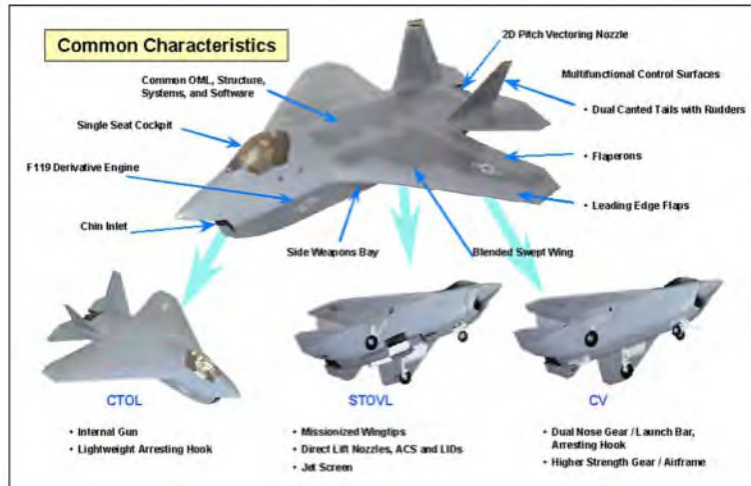 Common Characteristics
2D Pitch Vectoring Nozzle
Common OML, Structure,
Systems, and Software
Multifunctional Control Surfaces
• Dual Canted Tails with Rudders
Single Seat Cockpit
F119 Derivative Engine
• Flaperons
• Leading Edge Flaps
Chin Inlet
Side Weapons Bay
Blended Swept Wing
CTOL
• Internal Gun
• Lightweight Arresting Hook
STOVL
• Missionized Wingtips
• Direct Lift Nozzles, ACS and LIDs
• Jet Screen
CV
• Dual Nose Gear / Launch Bar,
Arresting Hook
• Higher Strength Gear / Airframe